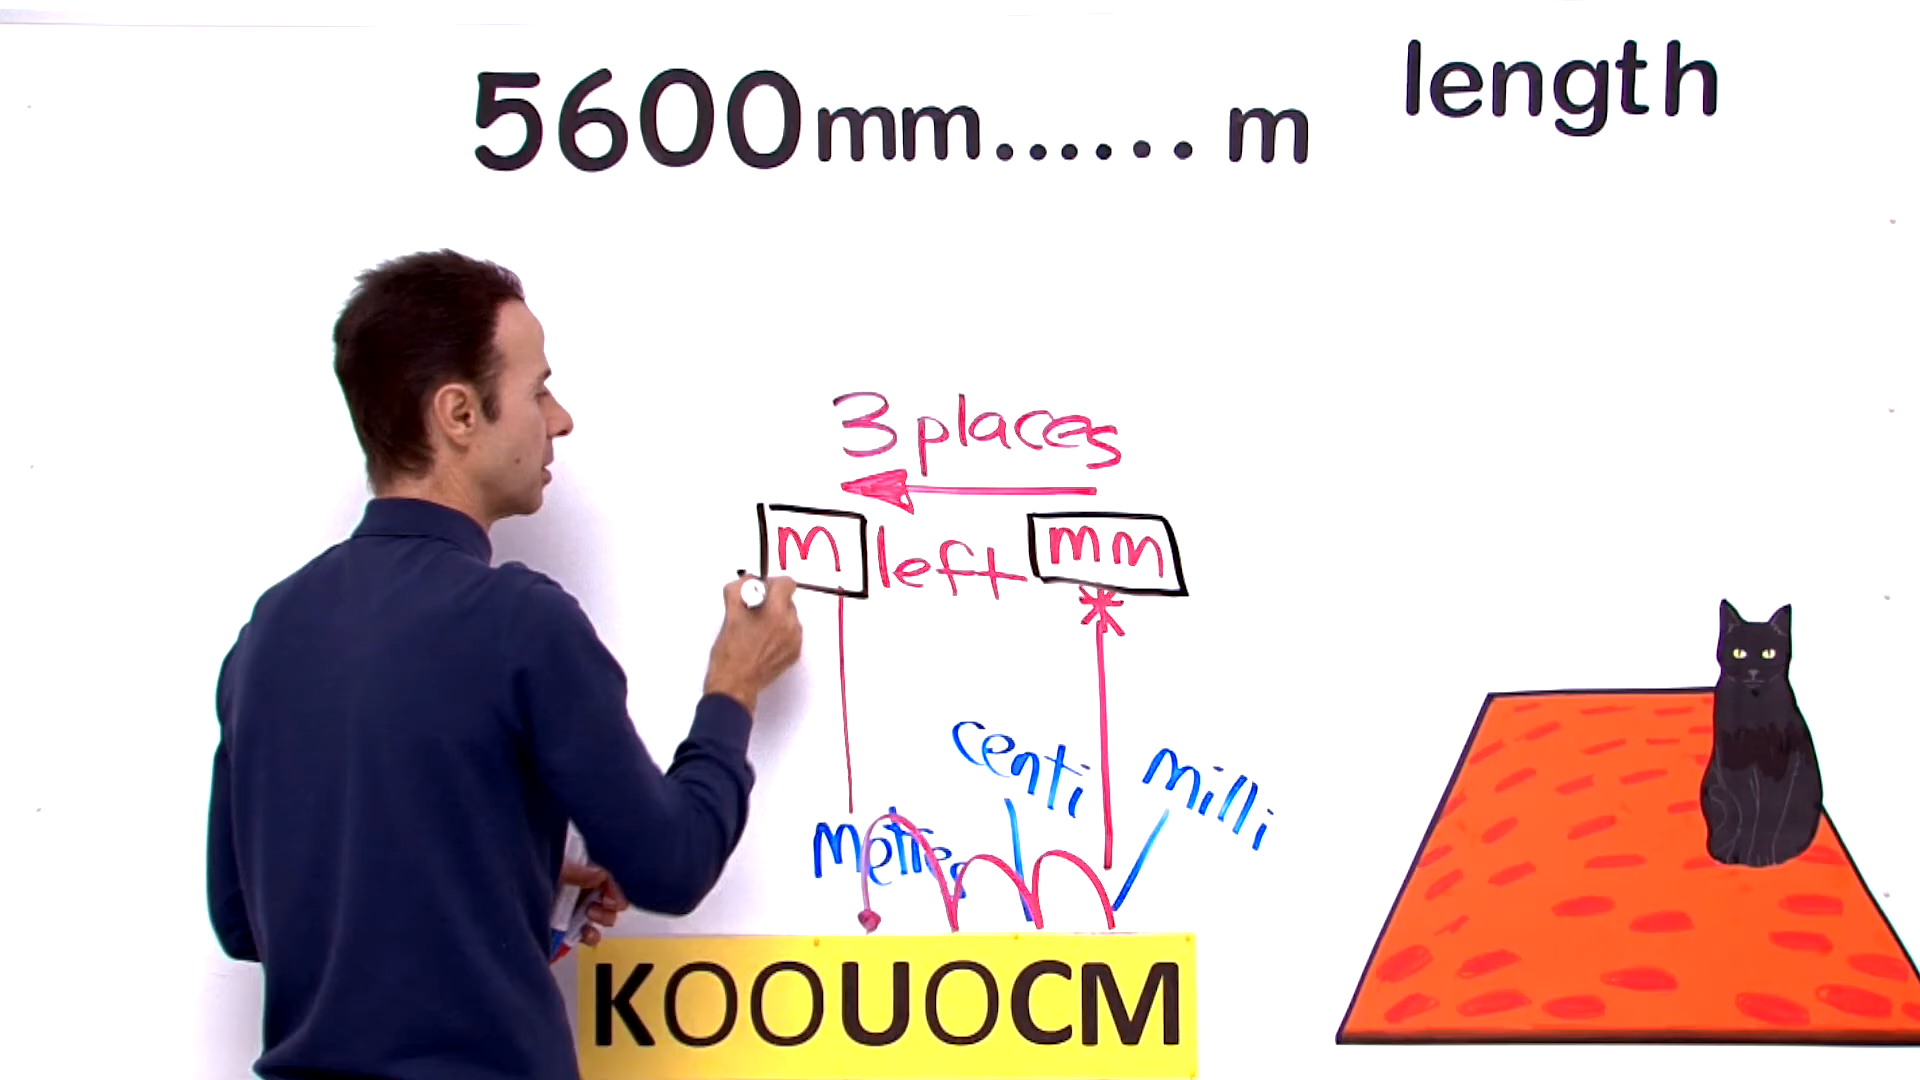 5600mm...... m
length
3 places
m left mm
centi milli
Metres
KOOUOCM